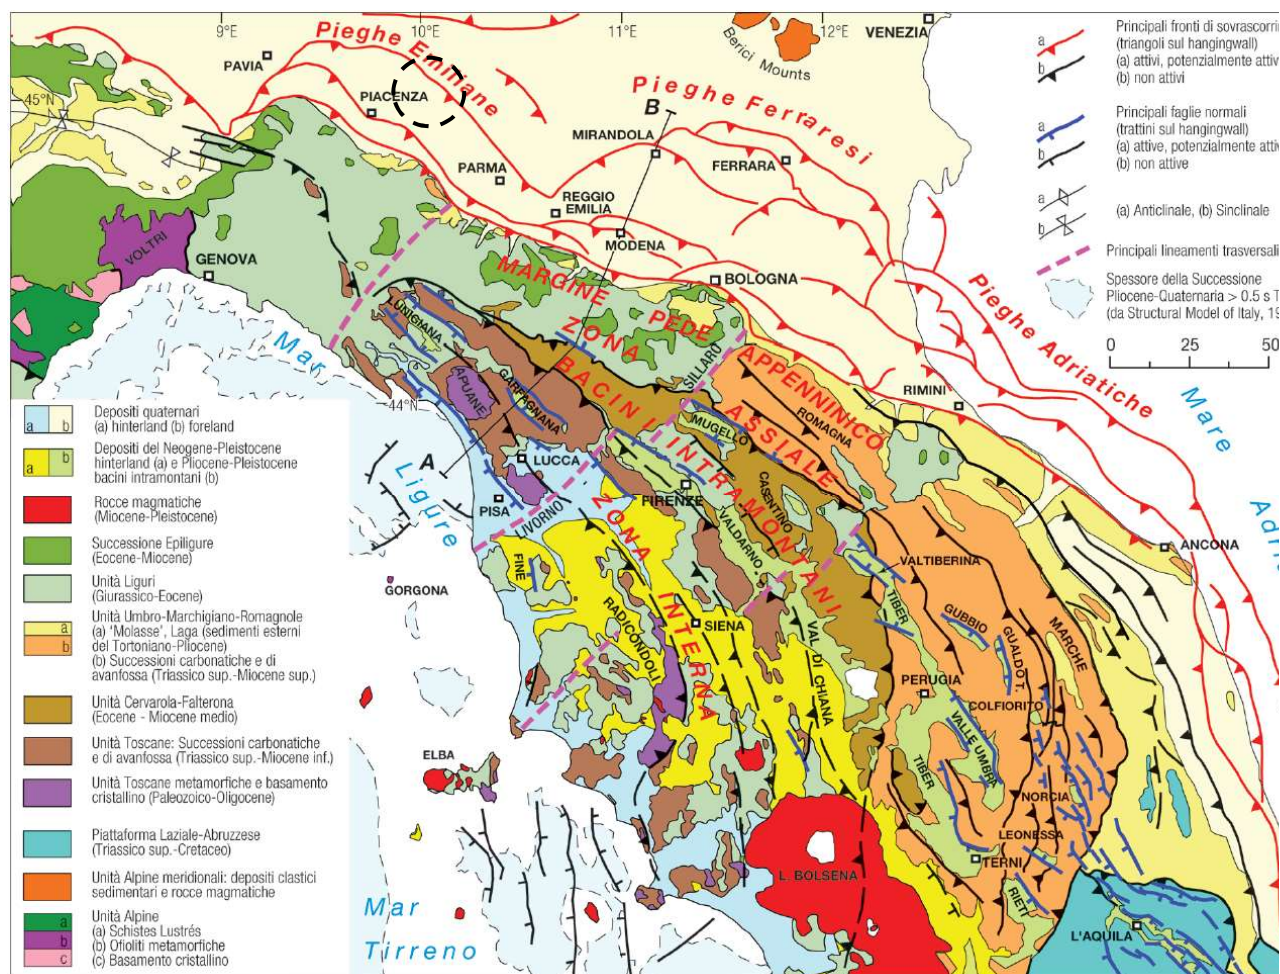 9°E
10°E
11°E
12°E
VENEZIA
Berici Mounts
45°N
PAVIA
PIACENZA
Pieghe Emiliane
Pieghe Ferraresi
B
MIRANDOLA
FERRARA
PARMA
REGGIO
EMILIA
MODENA
BOLOGNA
VOLTRI
GENOVA
MARGINE PEDE APPENNINICO
ZONA ASSIALE
BACINI INTRAMONTANI
ZONA INTERNA
Pieghe Adriatiche
SILLARO
LUNIGIANA
APUANE
GARFAGNANA
44°N
A
Mar
Ligure
LUCCA
PISA
LIVORNO
FINE
MUGELLO
ROMAGNA
RIMINI
CASENTINO
FIRENZE
VALDARNO
VALTIBERINA
TIBER
ANCONA
Mare
GORGONA
RADICONDOLI
SIENA
VAL DI CHIANA
GUBBIO
GUALDO T.
MARCHE
PERUGIA
COLFIORITO
VALLE UMBRA
TIBER
ELBA
NORCIA
LEONESSA
TERNI
RIETI
L. BOLSENA
L'AQUILA
Mar
Tirreno
Principali fronti di sovrascorri
(triangoli sul hangingwall)
(a) attivi, potenzialmente attiv
(b) non attivi
a
b
Principali faglie normali
(trattini sul hangingwall)
(a) attive, potenzialmente attiv
(b) non attive
a
b
a
b
(a) Anticlinale, (b) Sinclinale
Principali lineamenti trasversali
Spessore della Successione
Pliocene-Quaternaria > 0.5 s T
(da Structural Model of Italy, 19
0 25 50
a b
Depositi quaternari
(a) hinterland (b) foreland
a b
Depositi del Neogene-Pleistocene
hinterland (a) e Pliocene-Pleistocene
bacini intramontani (b)
Rocce magmatiche
(Miocene-Pleistocene)
Successione Epiligure
(Eocene-Miocene)
Unità Liguri
(Giurassico-Eocene)
a
b
Unità Umbro-Marchigiano-Romagnole
(a) 'Molasse', Laga (sedimenti esterni
del Tortoniano-Pliocene)
(b) Successioni carbonatiche e di
avanfossa (Triassico sup.-Miocene sup.)
Unità Cervarola-Falterona
(Eocene - Miocene medio)
Unità Toscane: Successioni carbonatiche
e di avanfossa (Triassico sup.-Miocene inf.)
Unità Toscane metamorfiche e basamento
cristallino (Paleozoico-Oligocene)
Piattaforma Laziale-Abruzzese
(Triassico sup.-Cretaceo)
Unità Alpine meridionali: depositi clastici
sedimentari e rocce magmatiche
a
b
c
Unità Alpine
(a) Schistes Lustrés
(b) Ofioliti metamorfiche
(c) Basamento cristallino